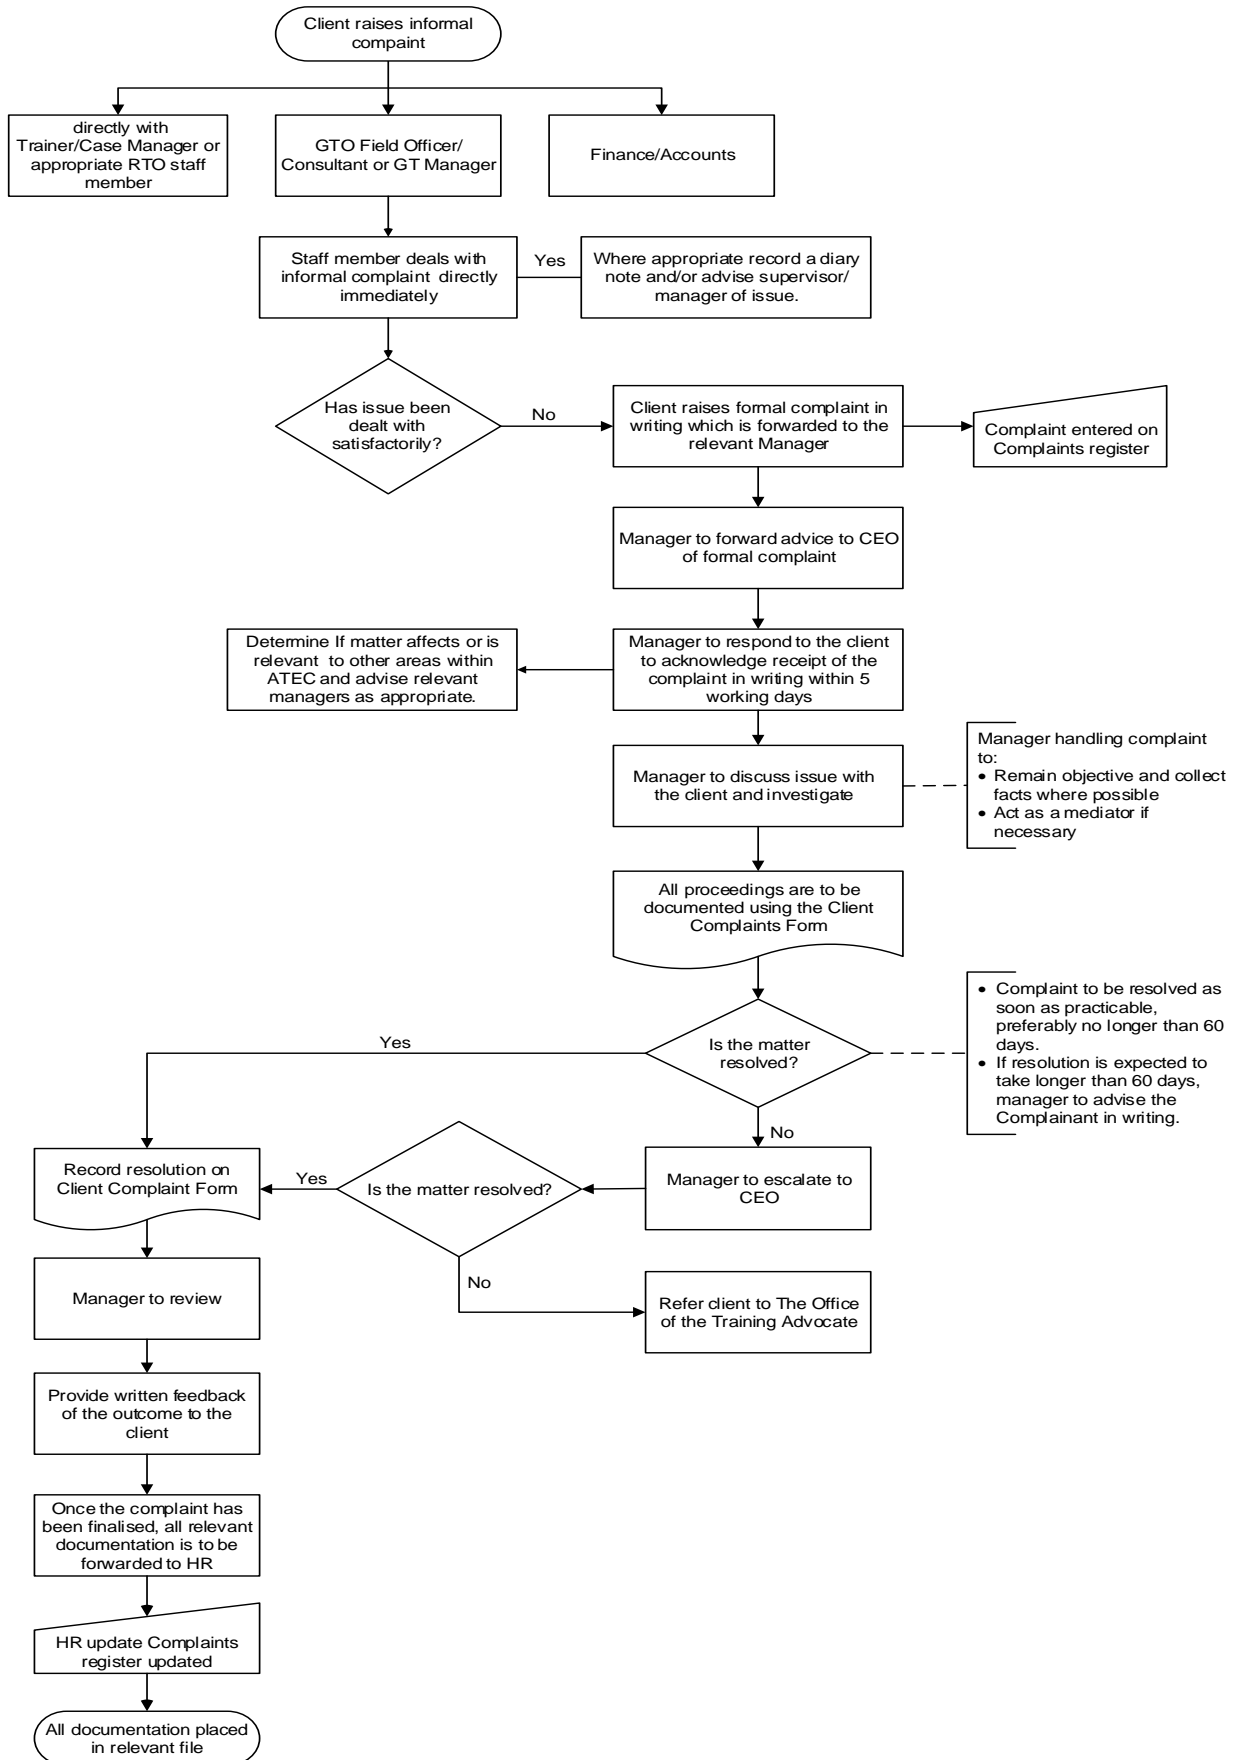 Client raises informal
compaint
directly with
Trainer/Case Manager or
appropriate RTO staff
member
GTO Field Officer/
Consultant or GT Manager
Finance/Accounts
Staff member deals with
informal complaint directly
immediately
Yes
Where appropriate record a diary
note and/or advise supervisor/
manager of issue.
Has issue been
dealt with
satisfactorily?
No
Client raises formal complaint in
writing which is forwarded to the
relevant Manager
Complaint entered on
Complaints register
Manager to forward advice to CEO
of formal complaint
Determine If matter affects or is
relevant to other areas within
ATEC and advise relevant
managers as appropriate.
Manager to respond to the client
to acknowledge receipt of the
complaint in writing within 5
working days
Manager to discuss issue with
the client and investigate
Manager handling complaint
to:
• Remain objective and collect
facts where possible
• Act as a mediator if
necessary
All proceedings are to be
documented using the Client
Complaints Form
Is the matter
resolved?
• Complaint to be resolved as
soon as practicable,
preferably no longer than 60
days.
• If resolution is expected to
take longer than 60 days,
manager to advise the
Complainant in writing.
Yes
No
Manager to escalate to
CEO
Is the matter resolved?
Yes
Record resolution on
Client Complaint Form
No
Refer client to The Office
of the Training Advocate
Manager to review
Provide written feedback
of the outcome to the
client
Once the complaint has
been finalised, all relevant
documentation is to be
forwarded to HR
HR update Complaints
register updated
All documentation placed
in relevant file